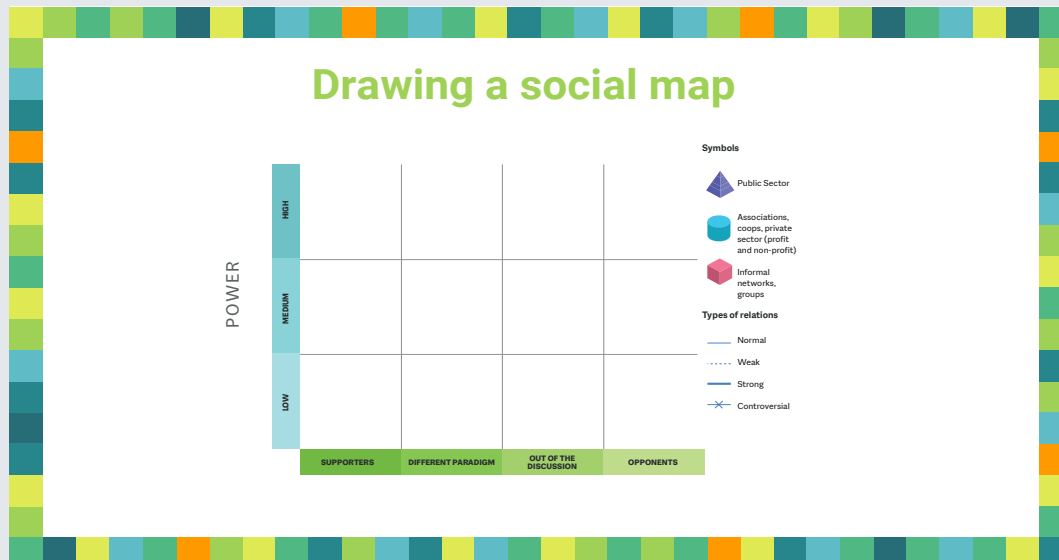 Drawing a social map
POWER
HIGH
MEDIUM
LOW
SUPPORTERS
DIFFERENT PARADIGM
OUT OF THE
DISCUSSION
OPPONENTS
Symbols
Public Sector
Associations,
coops, private
sector (profit
and non-profit)
Informal
networks,
groups
Types of relations
Normal
Weak
Strong
Controversial